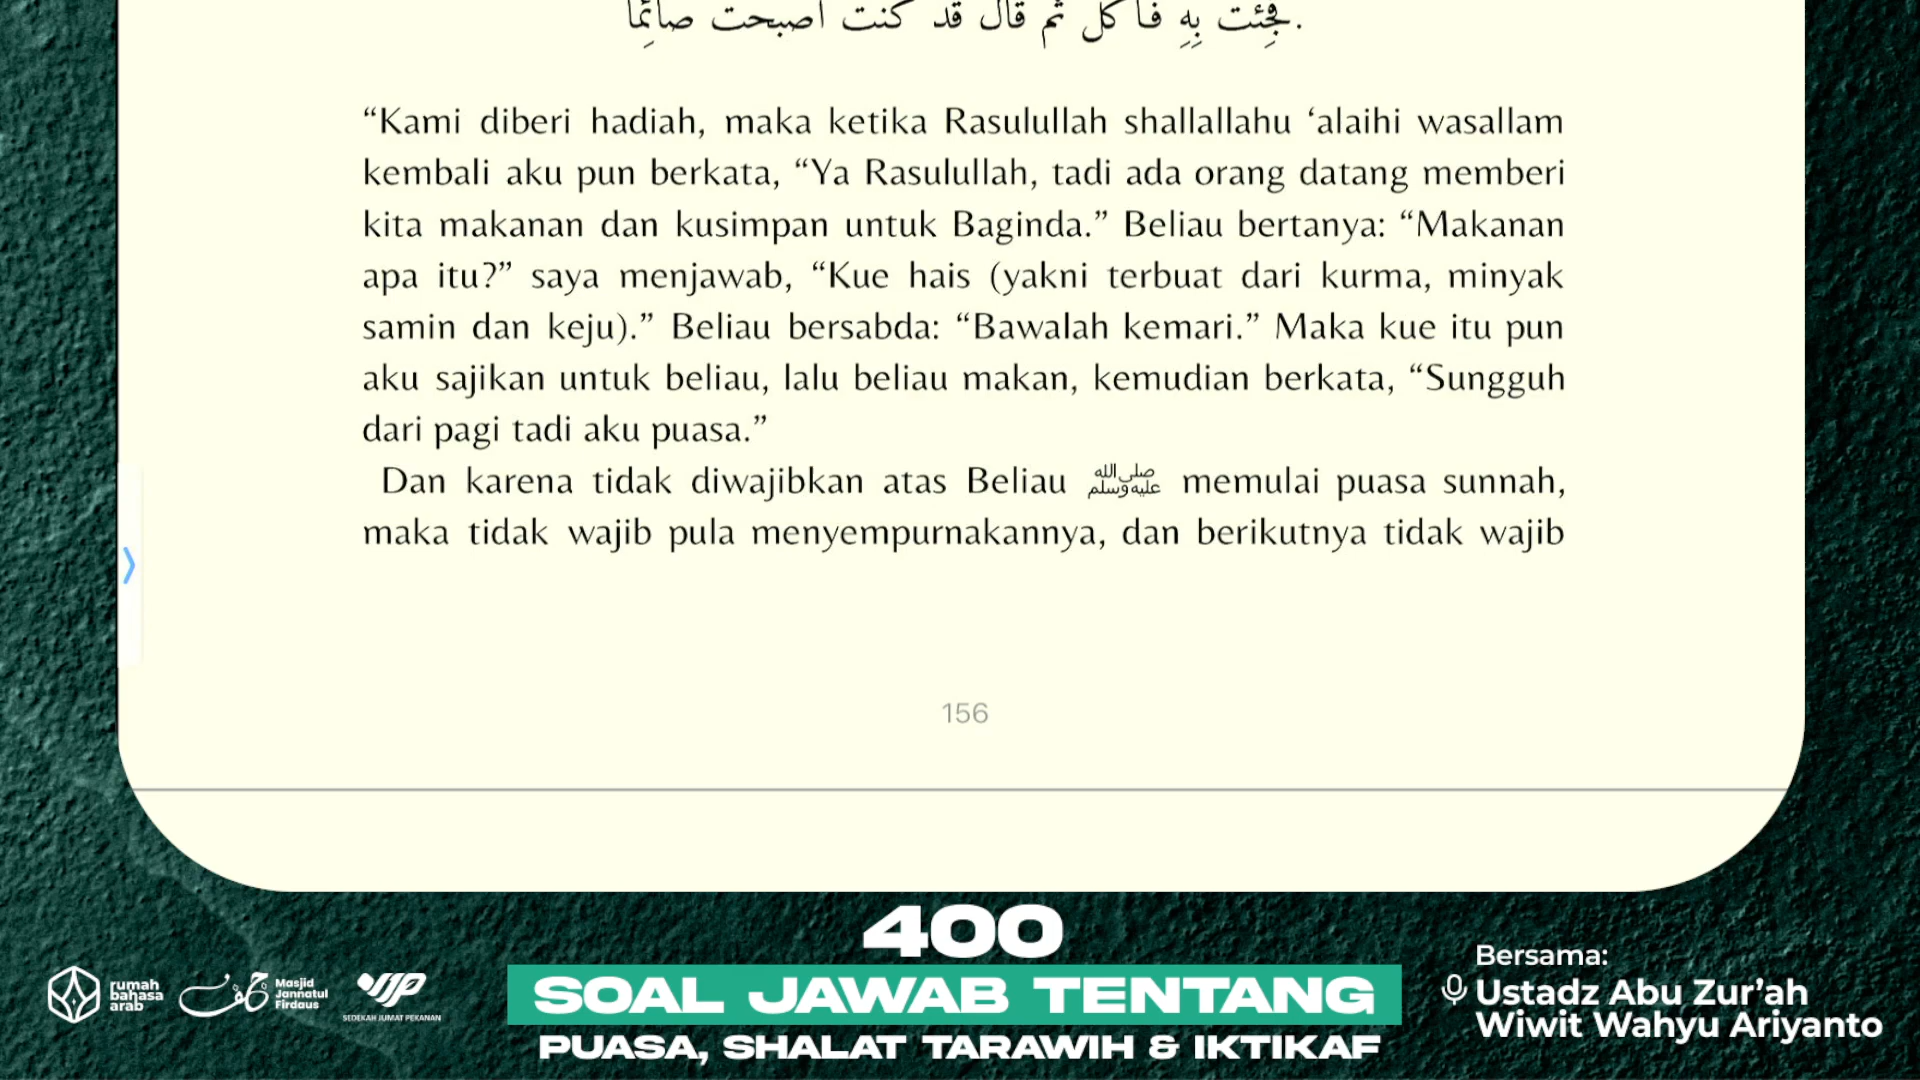 فَجِئْتُ بِهِ فَأَكَلَ ثُمَّ قَالَ قَدْ كُنْتُ أَصْبَحْتُ صَائِمًا.
“Kami diberi hadiah, maka ketika Rasulullah shallallahu ‘alaihi wasallam
kembali aku pun berkata, “Ya Rasulullah, tadi ada orang datang memberi
kita makanan dan kusimpan untuk Baginda.” Beliau bertanya: “Makanan
apa itu?” saya menjawab, “Kue hais (yakni terbuat dari kurma, minyak
samin dan keju).” Beliau bersabda: “Bawalah kemari.” Maka kue itu pun
aku sajikan untuk beliau, lalu beliau makan, kemudian berkata, “Sungguh
dari pagi tadi aku puasa.”
Dan karena tidak diwajibkan atas Beliau ﷺ memulai puasa sunnah,
maka tidak wajib pula menyempurnakannya, dan berikutnya tidak wajib
156
rumah
bahasa
arab
Masjid
Jannatul
Firdaus
SJP
SEDEKAH JUMAT PEKANAN
400
SOAL JAWAB TENTANG
PUASA, SHALAT TARAWIH & IKTIKAF
Bersama:
Ustadz Abu Zur’ah
Wiwit Wahyu Ariyanto